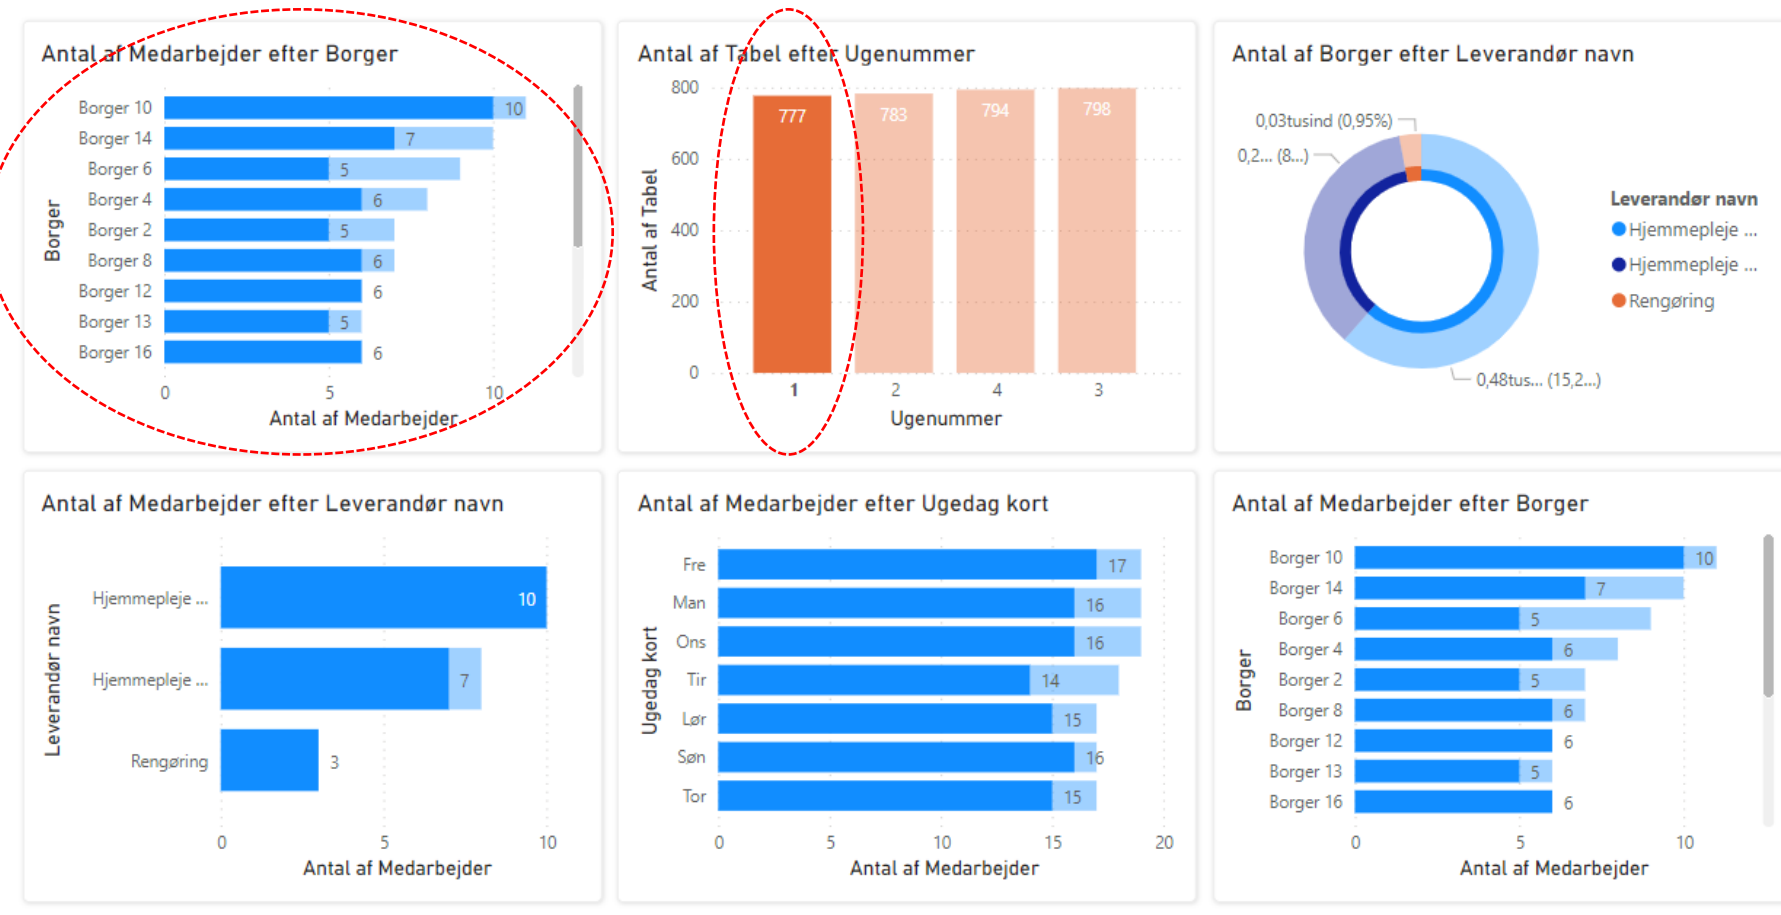 Antal af Medarbejder efter Borger
Borger
Borger 10
10
Borger 14
7
Borger 6
5
Borger 4
6
Borger 2
5
Borger 8
6
Borger 12
6
Borger 13
5
Borger 16
6
0 5 10
Antal af Medarbejder
Antal af Tabel efter Ugenummer
Antal af Tabel
800
600
400
200
0
777 783 794 798
1 2 4 3
Ugenummer
Antal af Borger efter Leverandør navn
0,03tusind (0,95%)
0,2... (8...)
0,48tus... (15,2...)
Leverandør navn
Hjemmepleje ...
Hjemmepleje ...
Rengøring
Antal af Medarbejder efter Leverandør navn
Leverandør navn
Hjemmepleje ...
10
Hjemmepleje ...
7
Rengøring
3
0 5 10
Antal af Medarbejder
Antal af Medarbejder efter Ugedag kort
Ugedag kort
Fre
17
Man
16
Ons
16
Tir
14
Lør
15
Søn
16
Tor
15
0 5 10 15 20
Antal af Medarbejder
Antal af Medarbejder efter Borger
Borger
Borger 10
10
Borger 14
7
Borger 6
5
Borger 4
6
Borger 2
5
Borger 8
6
Borger 12
6
Borger 13
5
Borger 16
6
0 5 10
Antal af Medarbejder